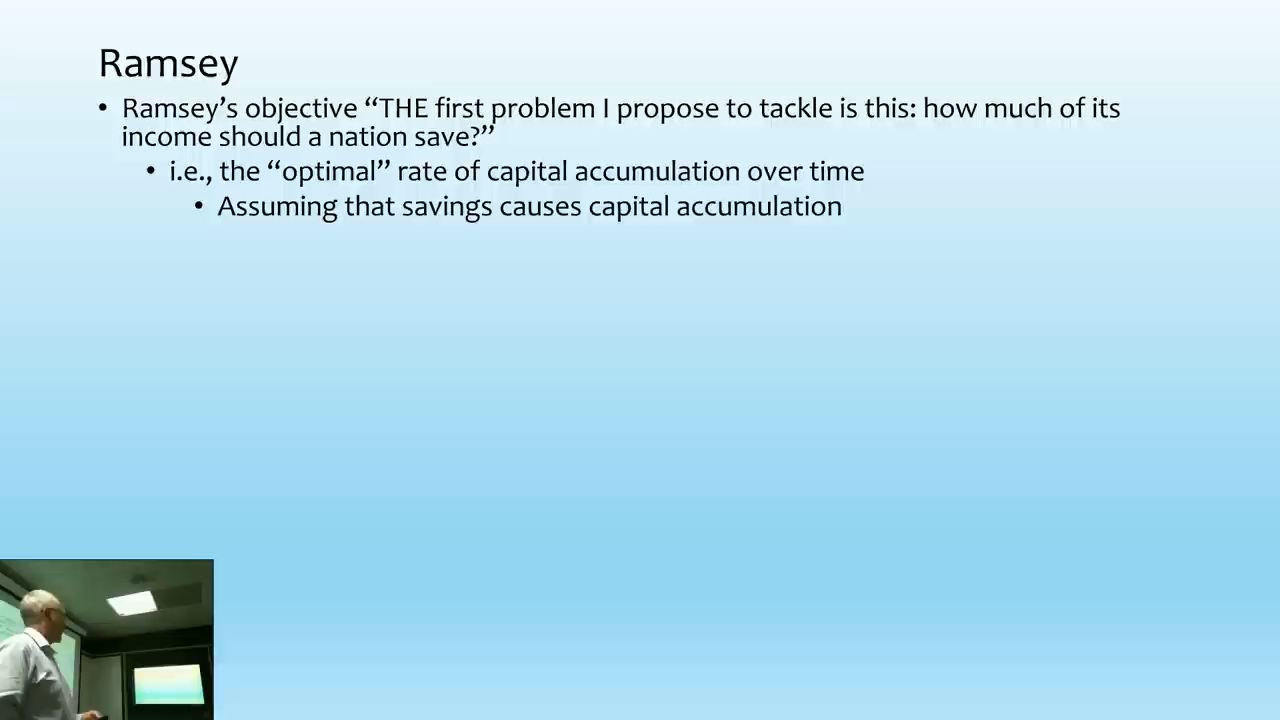 Ramsey
• Ramsey’s objective “THE first problem I propose to tackle is this: how much of its
income should a nation save?”
• i.e., the “optimal” rate of capital accumulation over time
• Assuming that savings causes capital accumulation